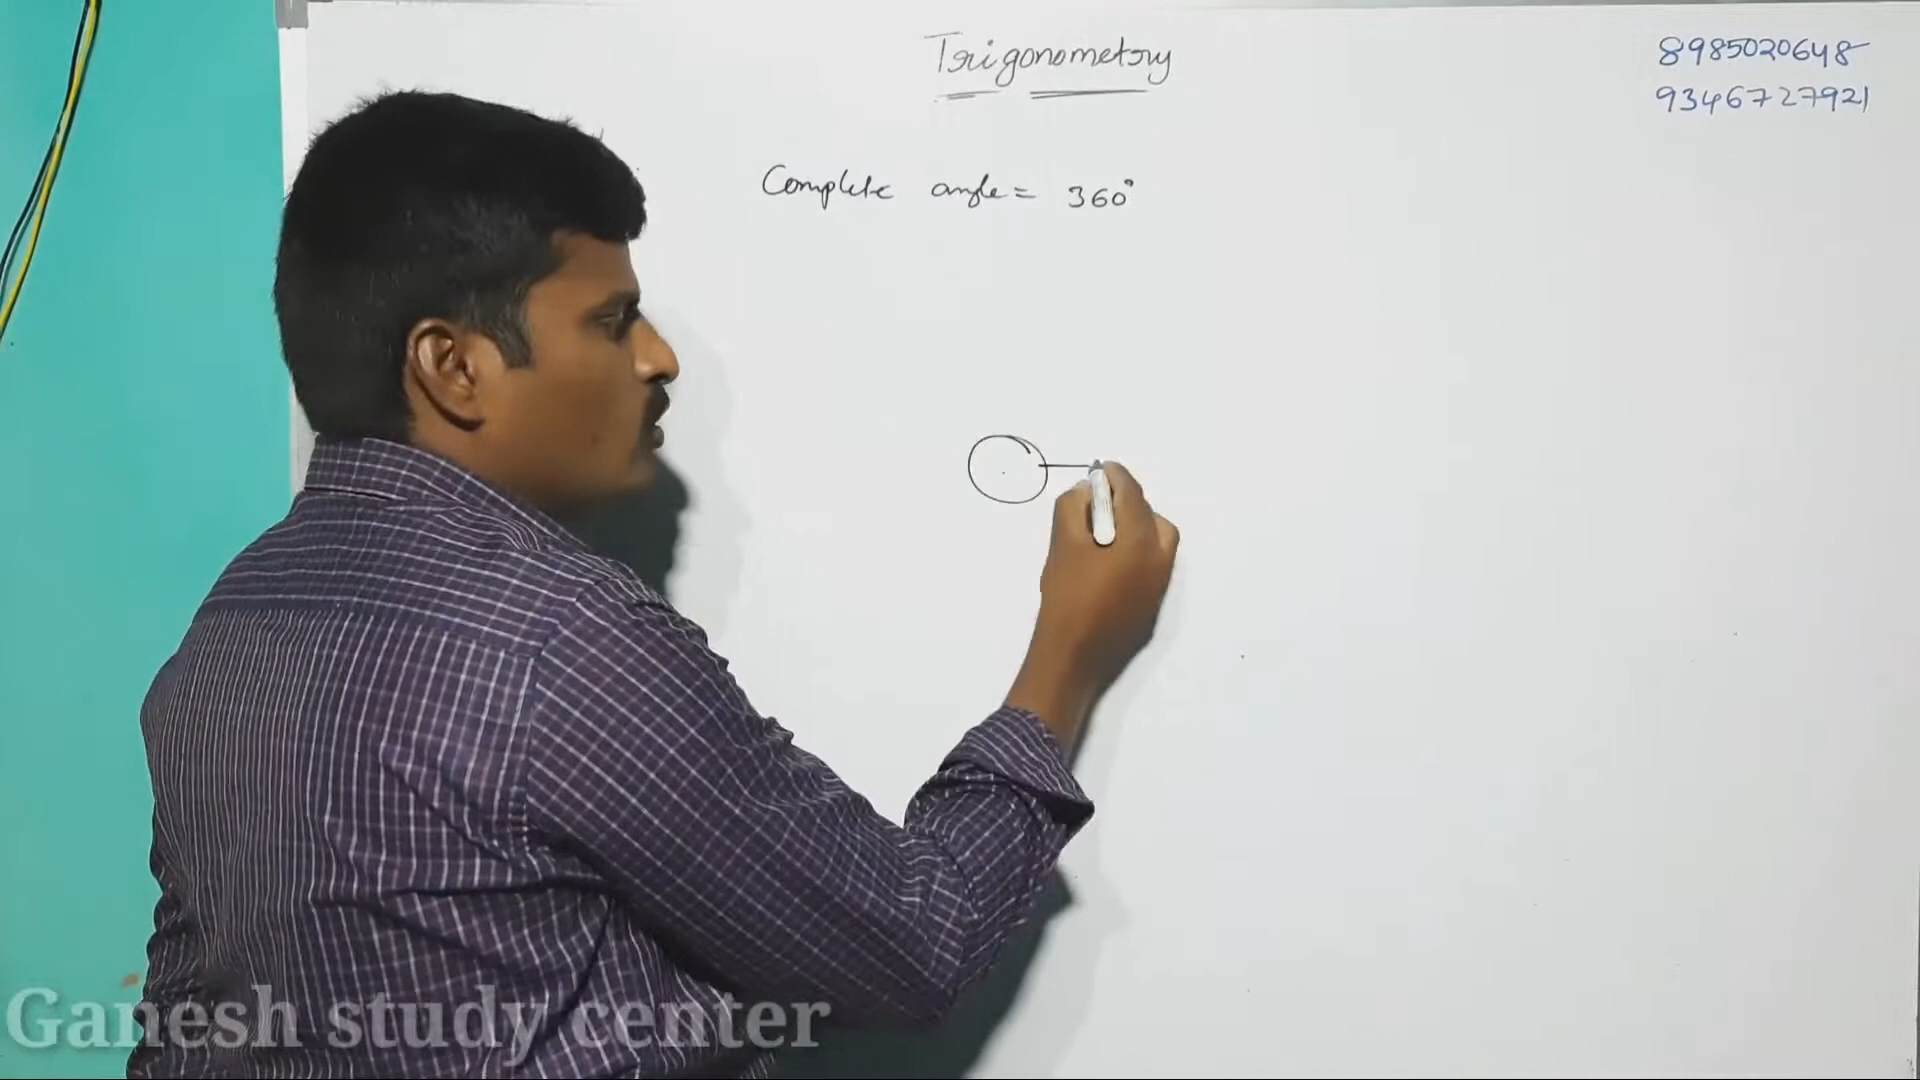 Trigonometry
8985020648
9346727921
Complete angle = 360°
Ganesh study center